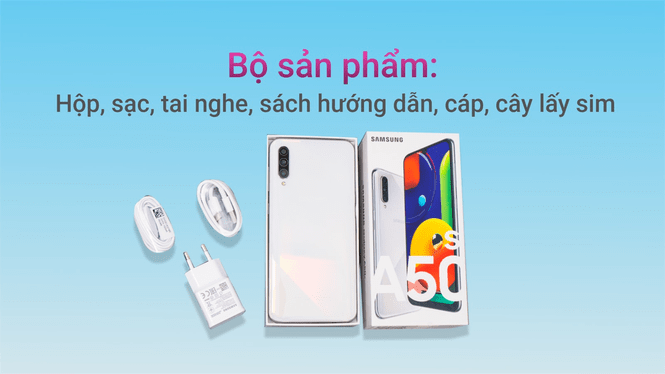 Bộ sản phẩm:
Hộp, sạc, tai nghe, sách hướng dẫn, cáp, cây lấy sim
SAMSUNG
A50s